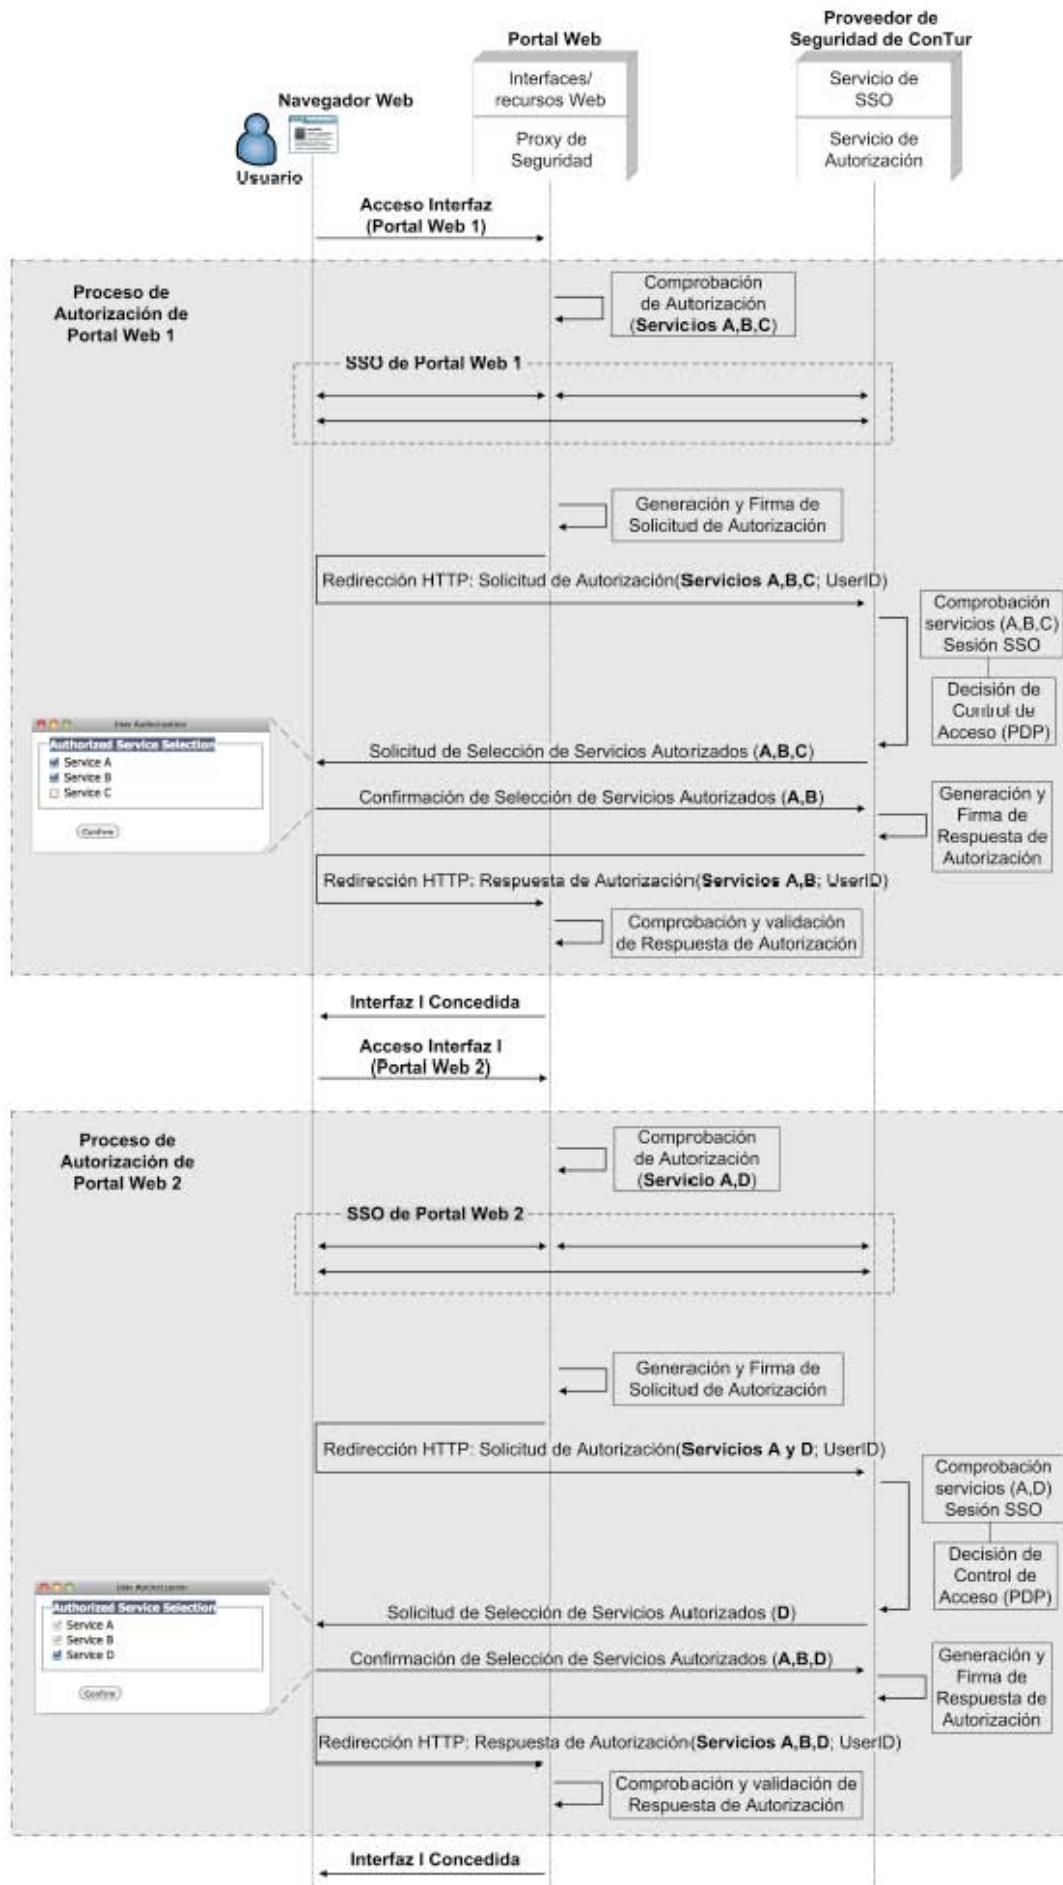 Proveedor de
Seguridad de ConTur
Portal Web
Interfaces/
recursos Web
Servicio de
SSO
Navegador Web
Proxy de
Seguridad
Servicio de
Autorización
Usuario
Acceso Interfaz
(Portal Web 1)
Proceso de
Autorización de
Portal Web 1
Comprobación
de Autorización
(Servicios A,B,C)
SSO de Portal Web 1
Generación y Firma de
Solicitud de Autorización
Redirección HTTP: Solicitud de Autorización(Servicios A,B,C; UserID)
Comprobación
servicios (A,B,C)
Sesión SSO
Decisión de
Control de
Acceso (PDP)
User Authorization
Authorized Service Selection
Service A
Service B
Service C
Confirm
Solicitud de Selección de Servicios Autorizados (A,B,C)
Confirmación de Selección de Servicios Autorizados (A,B)
Generación y
Firma de
Respuesta de
Autorización
Redirección HTTP: Respuesta de Autorización(Servicios A,B; UserID)
Comprobación y validación
de Respuesta de Autorización
Interfaz I Concedida
Acceso Interfaz I
(Portal Web 2)
Proceso de
Autorización de
Portal Web 2
Comprobación
de Autorización
(Servicio A,D)
SSO de Portal Web 2
Generación y Firma de
Solicitud de Autorización
Redirección HTTP: Solicitud de Autorización(Servicios A y D; UserID)
Comprobación
servicios (A,D)
Sesión SSO
Decisión de
Control de
Acceso (PDP)
User Authorization
Authorized Service Selection
Service A
Service B
Service D
Confirm
Solicitud de Selección de Servicios Autorizados (D)
Confirmación de Selección de Servicios Autorizados (A,B,D)
Generación y
Firma de
Respuesta de
Autorización
Redirección HTTP: Respuesta de Autorización(Servicios A,B,D; UserID)
Comprobación y validación de
Respuesta de Autorización
Interfaz I Concedida